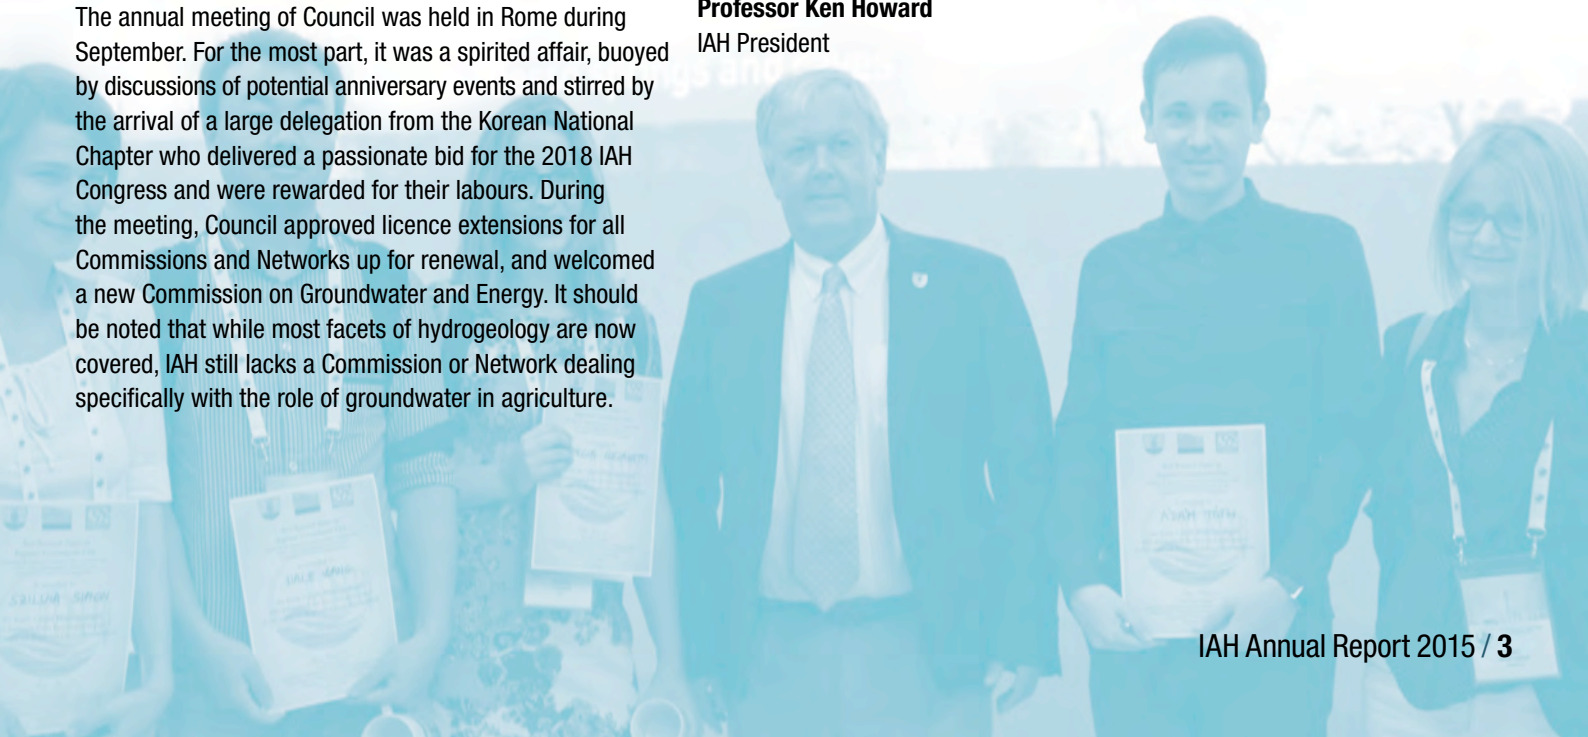 The annual meeting of Council was held in Rome during
September. For the most part, it was a spirited affair, buoyed
by discussions of potential anniversary events and stirred by
the arrival of a large delegation from the Korean National
Chapter who delivered a passionate bid for the 2018 IAH
Congress and were rewarded for their labours. During
the meeting, Council approved licence extensions for all
Commissions and Networks up for renewal, and welcomed
a new Commission on Groundwater and Energy. It should
be noted that while most facets of hydrogeology are now
covered, IAH still lacks a Commission or Network dealing
specifically with the role of groundwater in agriculture.
Professor Ken Howard
IAH President
IAH Annual Report 2015 / 3